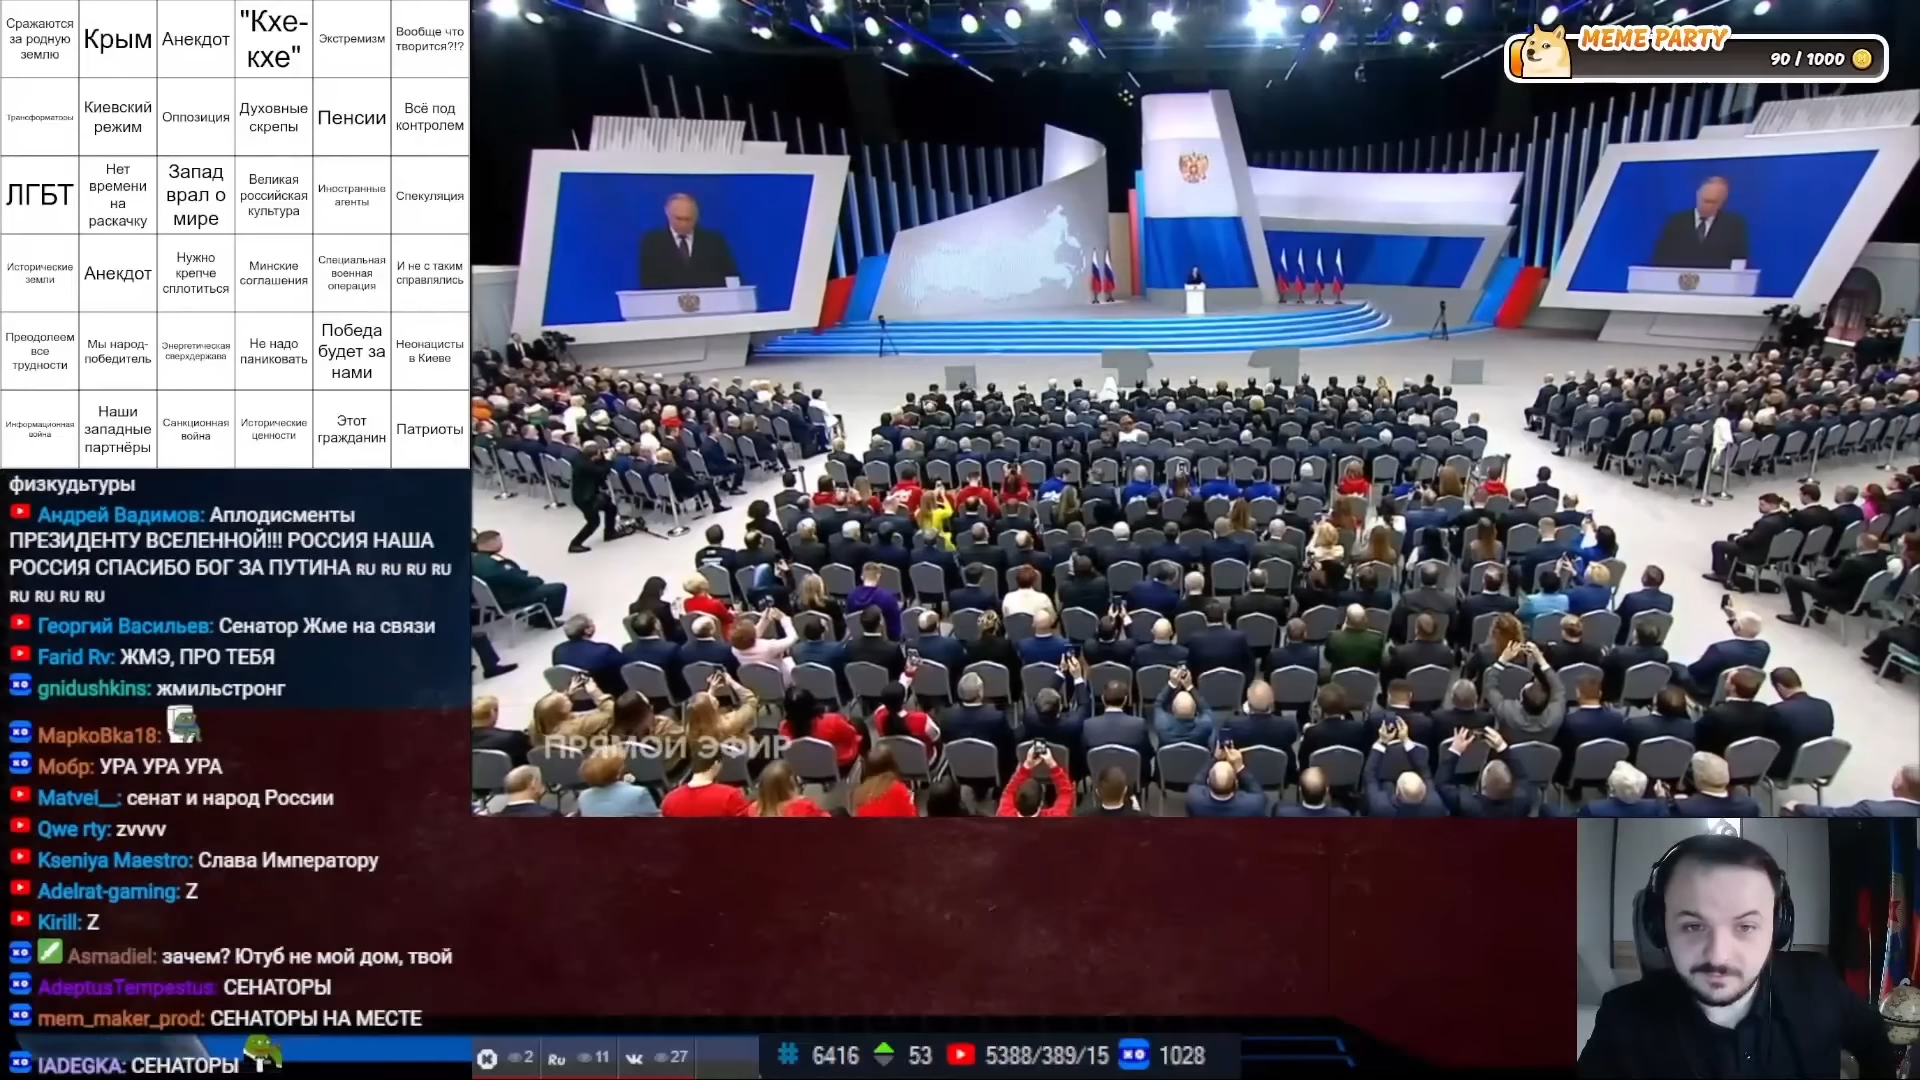 Сражаются
за родную
землю
Крым
Анекдот
"Кхе-
кхе"
Экстремизм
Вообще что
творится?!?
Трансформаторы
Киевский
режим
Оппозиция
Духовные
скрепы
Пенсии
Всё под
контролем
ЛГБТ
Нет
времени
на
раскачку
Запад
врал о
мире
Великая
российская
культура
Иностранные
агенты
Спекуляция
Исторические
земли
Анекдот
Нужно
крепче
сплотиться
Минские
соглашения
Специальная
военная
операция
И не с таким
справлялись
Преодолеем
все
трудности
Мы народ-
победитель
Энергетическая
сверхдержава
Не надо
паниковать
Победа
будет за
нами
Неонацисты
в Киеве
Информационная
война
Наши
западные
партнёры
Санкционная
война
Исторические
ценности
Этот
гражданин
Патриоты
MEME PARTY
90 / 1000
ПРЯМОЙ ЭФИР
физкудьтуры
Андрей Вадимов: Аплодисменты
ПРЕЗИДЕНТУ ВСЕЛЕННОЙ!!! РОССИЯ НАША
РОССИЯ СПАСИБО БОГ ЗА ПУТИНА RU RU RU RU
RU RU RU RU
Георгий Васильев: Сенатор Жме на связи
Farid Rv: ЖМЭ, ПРО ТЕБЯ
gnidushkins: жмильстронг
MapkoBka18:
Мобр: УРА УРА УРА
Matvei__: сенат и народ России
Qwe rty: zvvvv
Kseniya Maestro: Слава Императору
Adelrat-gaming: Z
Kirill: Z
Asmadiel: зачем? Ютуб не мой дом, твой
AdeptusTempestus: СЕНАТОРЫ
mem_maker_prod: СЕНАТОРЫ НА МЕСТЕ
IADEGKA: СЕНАТОРЫ
2 Ru 11 27
# 6416 53 5388/389/15 1028